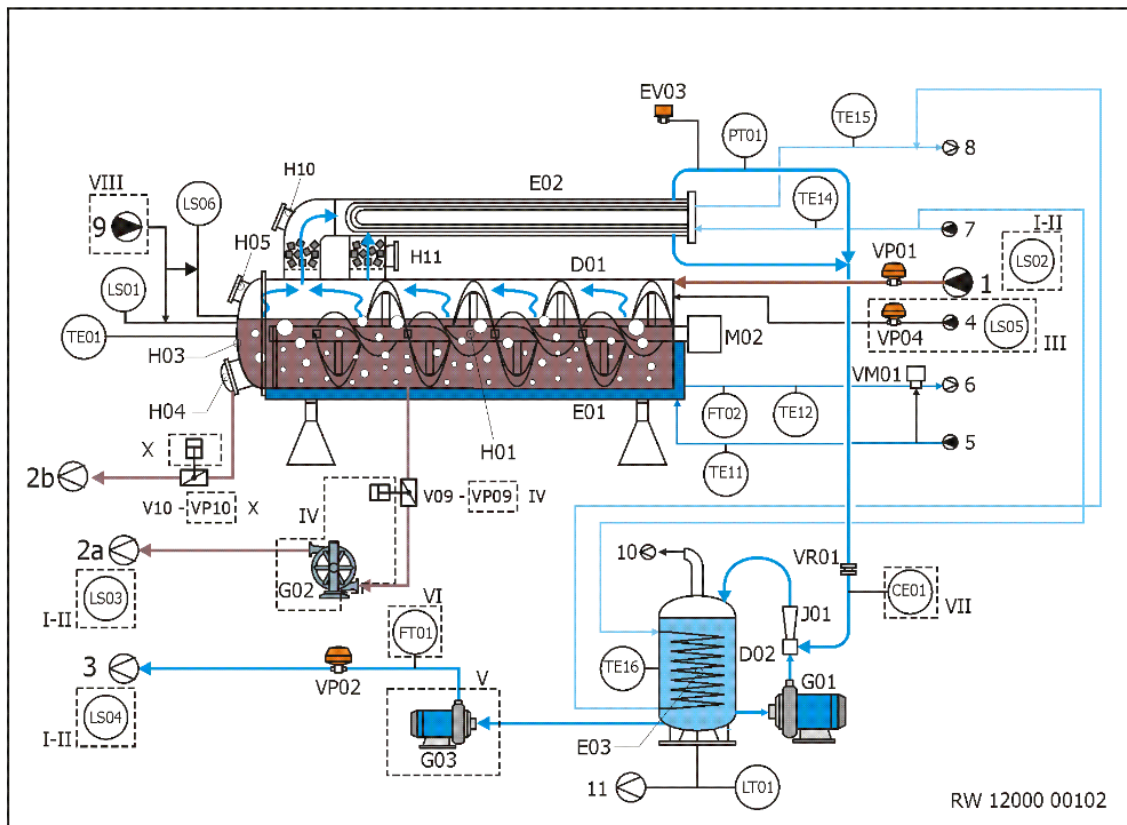 EV03
PT01
TE15
8
H10
E02
VIII
LS06
TE14
9
7
I-II
H05
H11
D01
VP01
LS02
LS01
1
TE01
4
LS05
M02
VP04
III
H03
VM01
H04
E01
FT02
TE12
6
H01
5
X
TE11
2b
V10 - VP10 X
V09 - VP09 IV
IV
2a
10
VR01
G02
CE01
LS03
VI
J01
VII
I-II
FT01
D02
3
TE16
V
G01
VP02
LS04
I-II
G03
E03
11
LT01
RW 12000 00102